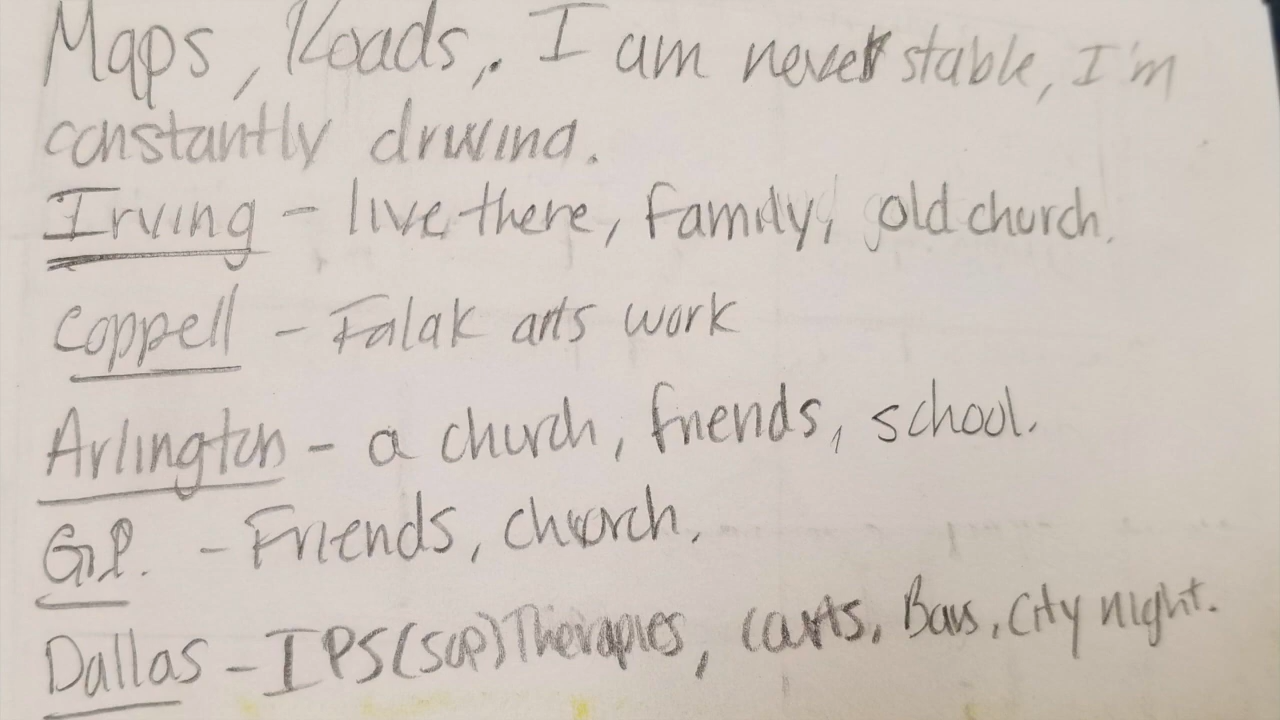 Maps, Roads,. I am never stable, I'm
constantly driving.
Irving - live there, family, old church.
Coppell - Falak arts work
Arlington - a church, friends, school.
G.P. - Friends, church.
Dallas - IPS(SOP) Therapies, Bars, City night.